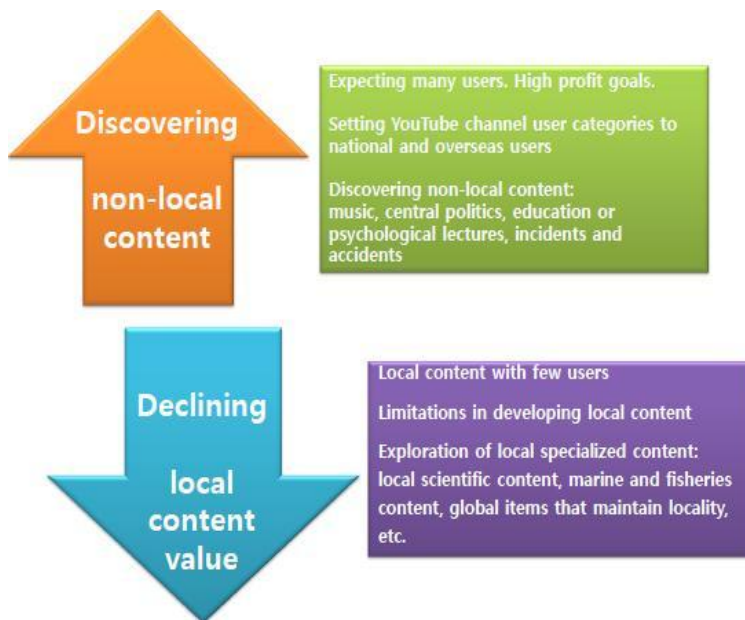 Discovering
non-local
content
Expecting many users. High profit goals.
Setting YouTube channel user categories to
national and overseas users
Discovering non-local content:
music, central politics, education or
psychological lectures, incidents and
accidents
Declining
local
content
value
Local content with few users
Limitations in developing local content
Exploration of local specialized content:
local scientific content, marine and fisheries
content, global items that maintain locality,
etc.